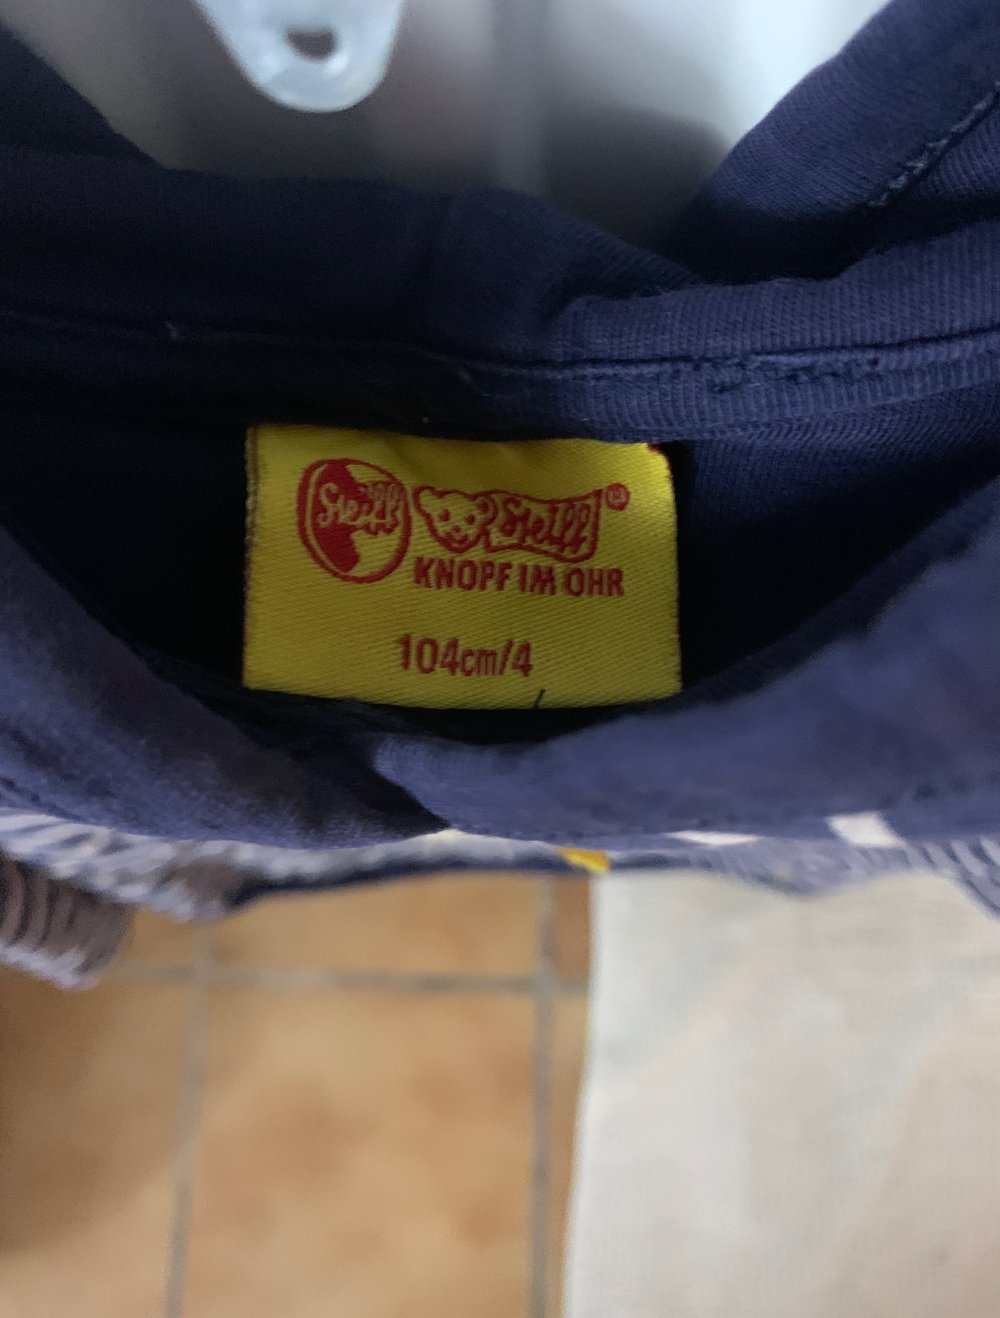 Steiff Steiff®
KNOPF IM OHR
104cm/4